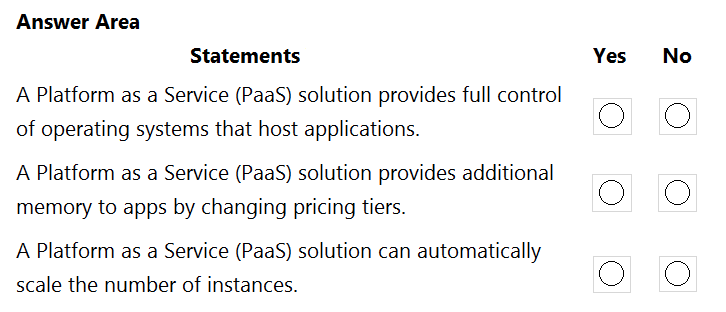 Answer Area
Statements Yes No
A Platform as a Service (PaaS) solution provides full control
of operating systems that host applications.
A Platform as a Service (PaaS) solution provides additional
memory to apps by changing pricing tiers.
A Platform as a Service (PaaS) solution can automatically
scale the number of instances.